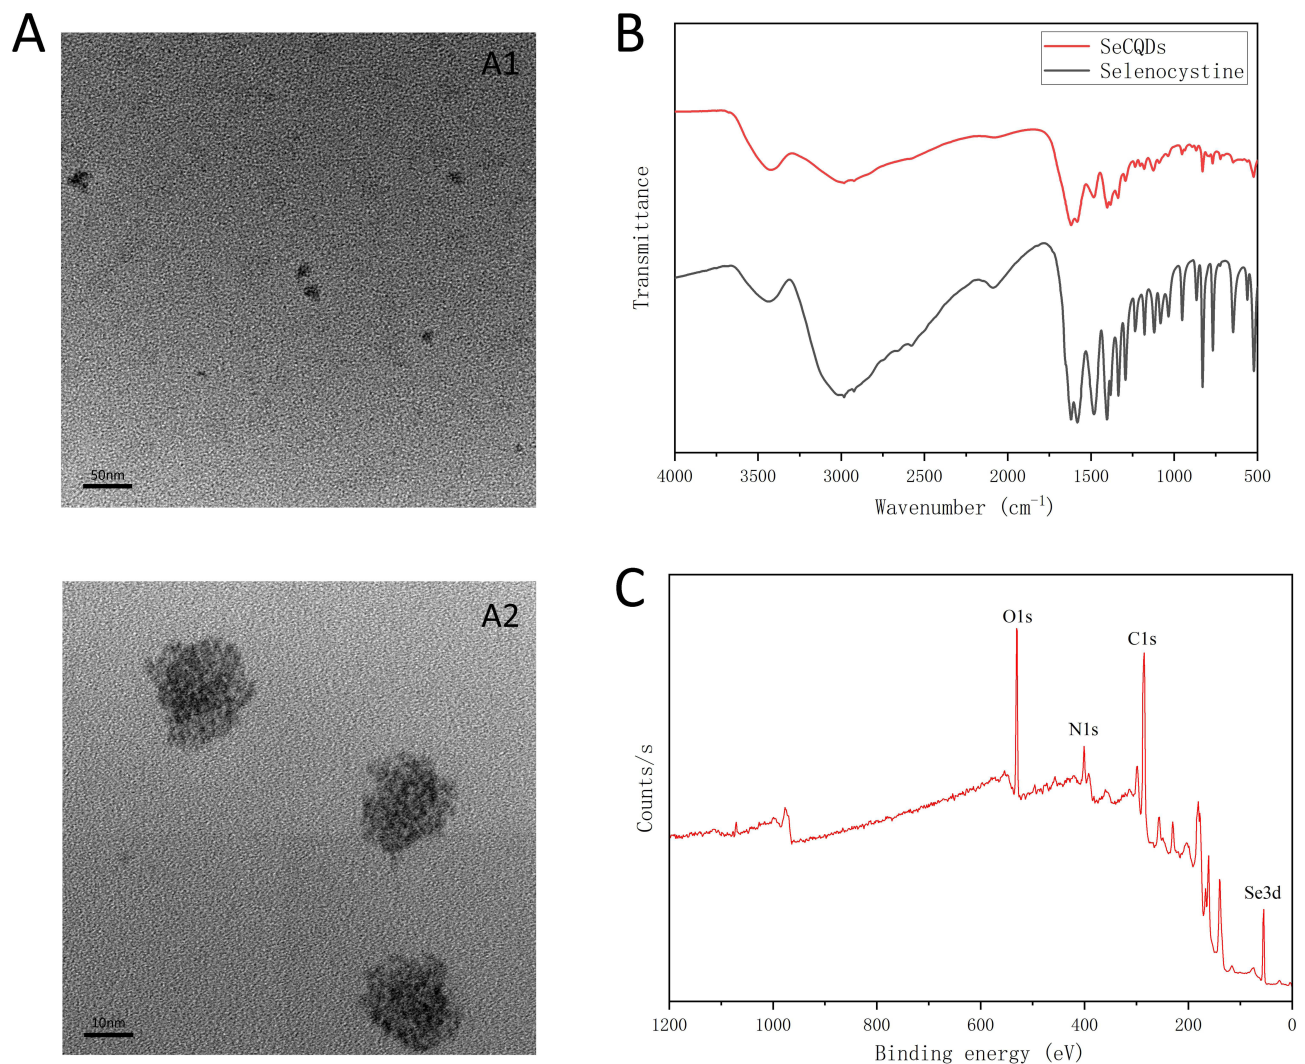 A
A1
50nm
A2
10nm
B
SeCQDs
Selenocystine
Transmittance
4000 3500 3000 2500 2000 1500 1000 500
Wavenumber (cm⁻¹)
C
O1s
N1s
C1s
Se3d
Counts/s
1200 1000 800 600 400 200 0
Binding energy (eV)